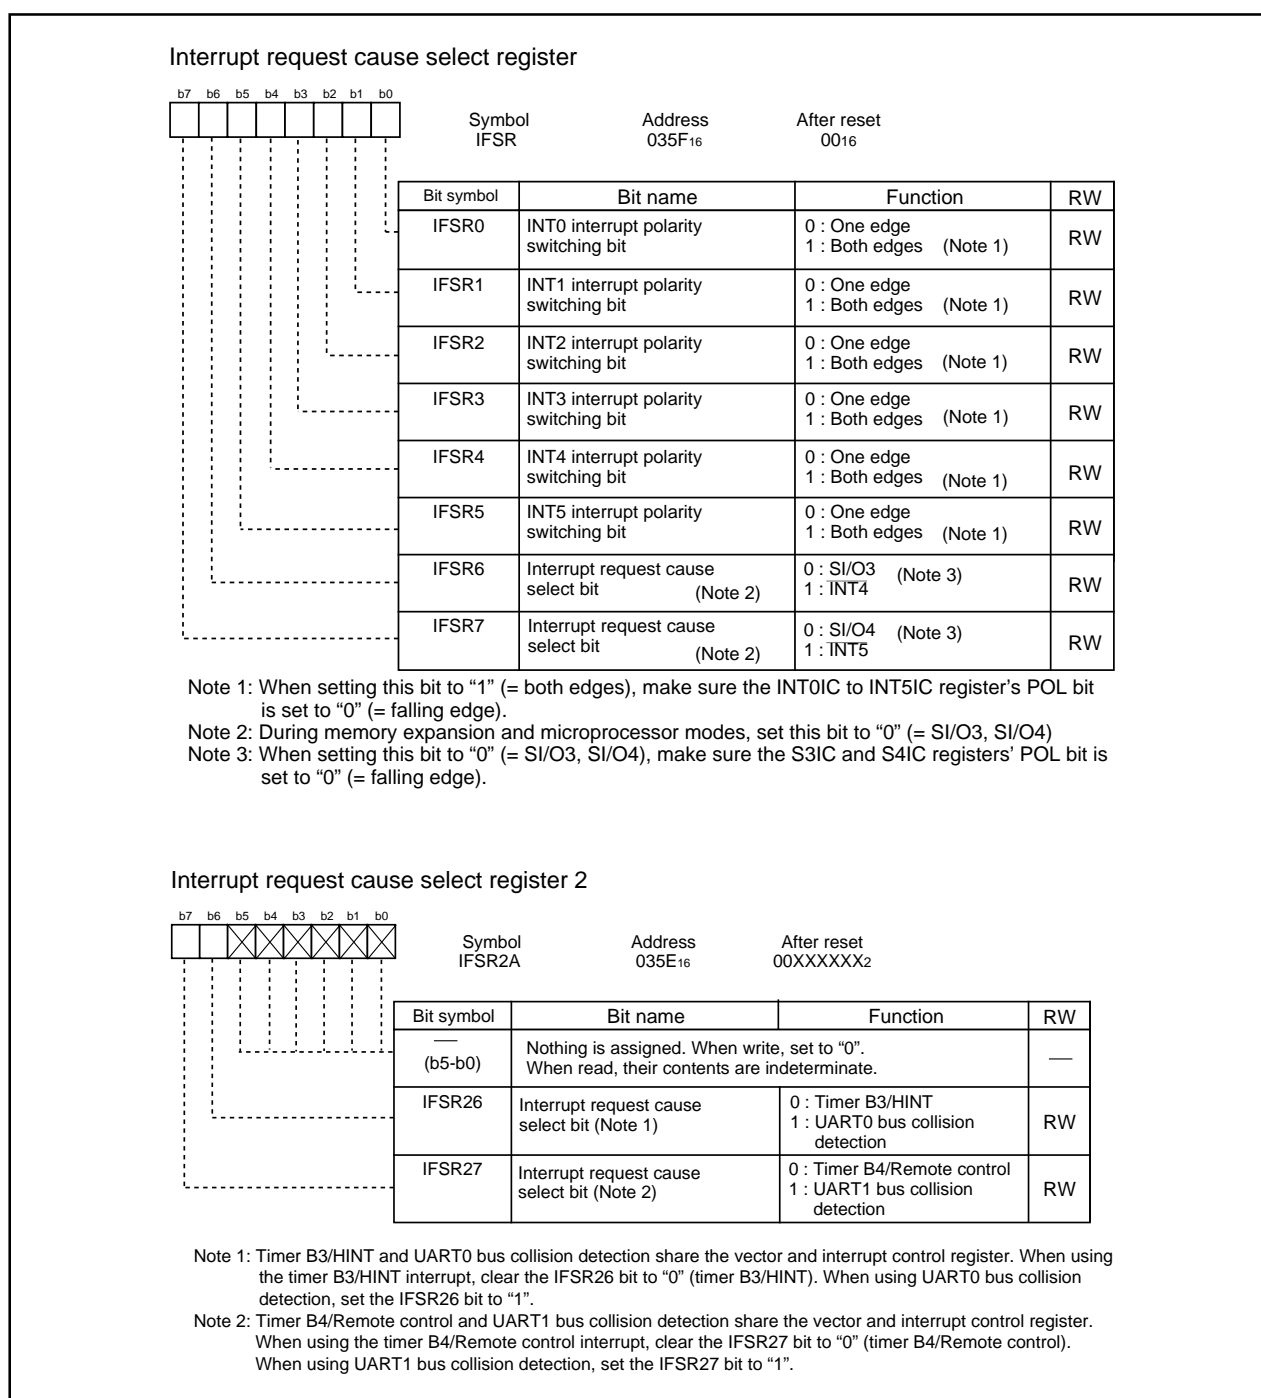 Interrupt request cause select register
b7 b6 b5 b4 b3 b2 b1 b0
Symbol Address After reset
IFSR 035F16 0016
Bit symbol Bit name Function RW
IFSR0 INT0 interrupt polarity switching bit 0 : One edge 1 : Both edges (Note 1) RW
IFSR1 INT1 interrupt polarity switching bit 0 : One edge 1 : Both edges (Note 1) RW
IFSR2 INT2 interrupt polarity switching bit 0 : One edge 1 : Both edges (Note 1) RW
IFSR3 INT3 interrupt polarity switching bit 0 : One edge 1 : Both edges (Note 1) RW
IFSR4 INT4 interrupt polarity switching bit 0 : One edge 1 : Both edges (Note 1) RW
IFSR5 INT5 interrupt polarity switching bit 0 : One edge 1 : Both edges (Note 1) RW
IFSR6 Interrupt request cause select bit (Note 2) 0 : SI/O3 (Note 3) 1 : INT4 RW
IFSR7 Interrupt request cause select bit (Note 2) 0 : SI/O4 (Note 3) 1 : INT5 RW
Note 1: When setting this bit to “1” (= both edges), make sure the INT0IC to INT5IC register’s POL bit
is set to “0” (= falling edge).
Note 2: During memory expansion and microprocessor modes, set this bit to “0” (= SI/O3, SI/O4)
Note 3: When setting this bit to “0” (= SI/O3, SI/O4), make sure the S3IC and S4IC registers’ POL bit is
set to “0” (= falling edge).
Interrupt request cause select register 2
b7 b6 b5 b4 b3 b2 b1 b0
Symbol Address After reset
IFSR2A 035E16 00XXXXXX2
Bit symbol Bit name Function RW
— (b5-b0) Nothing is assigned. When write, set to “0”. When read, their contents are indeterminate. —
IFSR26 Interrupt request cause select bit (Note 1) 0 : Timer B3/HINT 1 : UART0 bus collision detection RW
IFSR27 Interrupt request cause select bit (Note 2) 0 : Timer B4/Remote control 1 : UART1 bus collision detection RW
Note 1: Timer B3/HINT and UART0 bus collision detection share the vector and interrupt control register. When using
the timer B3/HINT interrupt, clear the IFSR26 bit to “0” (timer B3/HINT). When using UART0 bus collision
detection, set the IFSR26 bit to “1”.
Note 2: Timer B4/Remote control and UART1 bus collision detection share the vector and interrupt control register.
When using the timer B4/Remote control interrupt, clear the IFSR27 bit to “0” (timer B4/Remote control).
When using UART1 bus collision detection, set the IFSR27 bit to “1”.